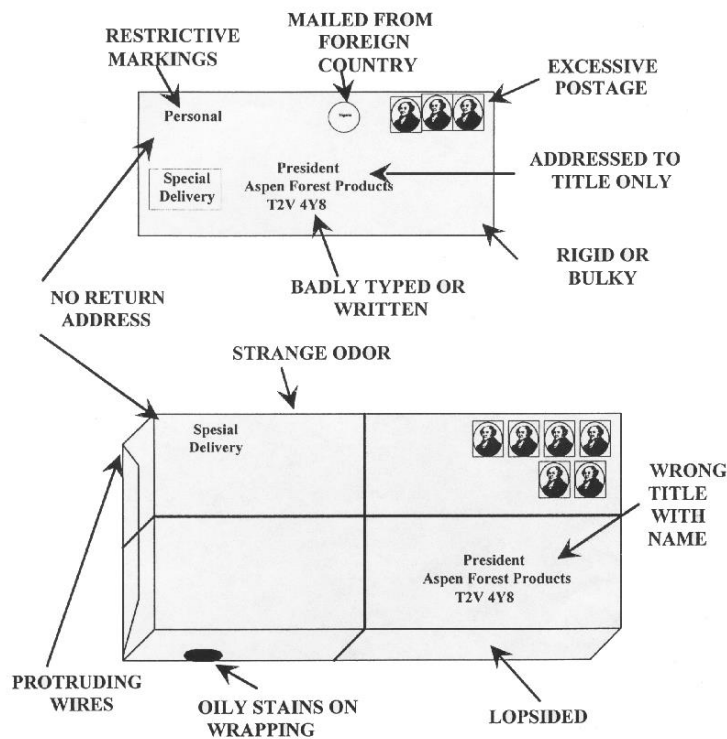 RESTRICTIVE
MARKINGS
MAILED FROM
FOREIGN
COUNTRY
EXCESSIVE
POSTAGE
Personal
Special
Delivery
President
Aspen Forest Products
T2V 4Y8
ADDRESSED TO
TITLE ONLY
RIGID OR
BULKY
BADLY TYPED OR
WRITTEN
NO RETURN
ADDRESS
STRANGE ODOR
Spesial
Delivery
WRONG
TITLE
WITH
NAME
President
Aspen Forest Products
T2V 4Y8
PROTRUDING
WIRES
OILY STAINS ON
WRAPPING
LOPSIDED